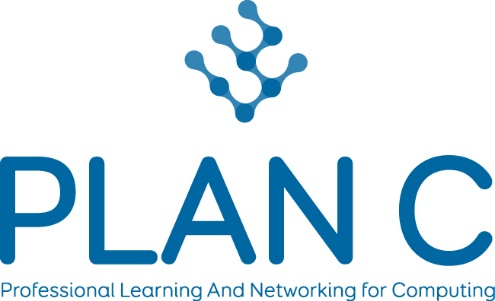 PLAN C
Professional Learning And Networking for Computing